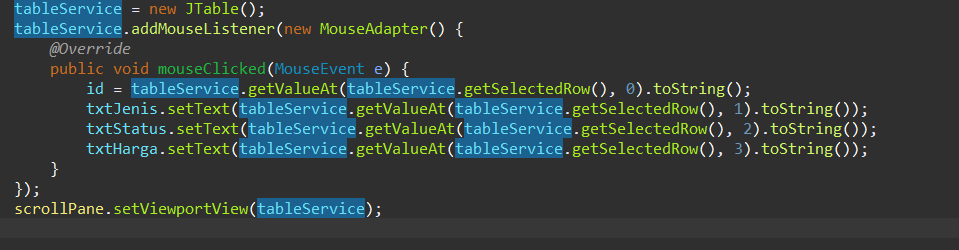 tableService = new JTable();
tableService.addMouseListener(new MouseAdapter() {
@Override
public void mouseClicked(MouseEvent e) {
id = tableService.getValueAt(tableService.getSelectedRow(), 0).toString();
txtJenis.setText(tableService.getValueAt(tableService.getSelectedRow(), 1).toString());
txtStatus.setText(tableService.getValueAt(tableService.getSelectedRow(), 2).toString());
txtHarga.setText(tableService.getValueAt(tableService.getSelectedRow(), 3).toString());
}
});
scrollPane.setViewportView(tableService);